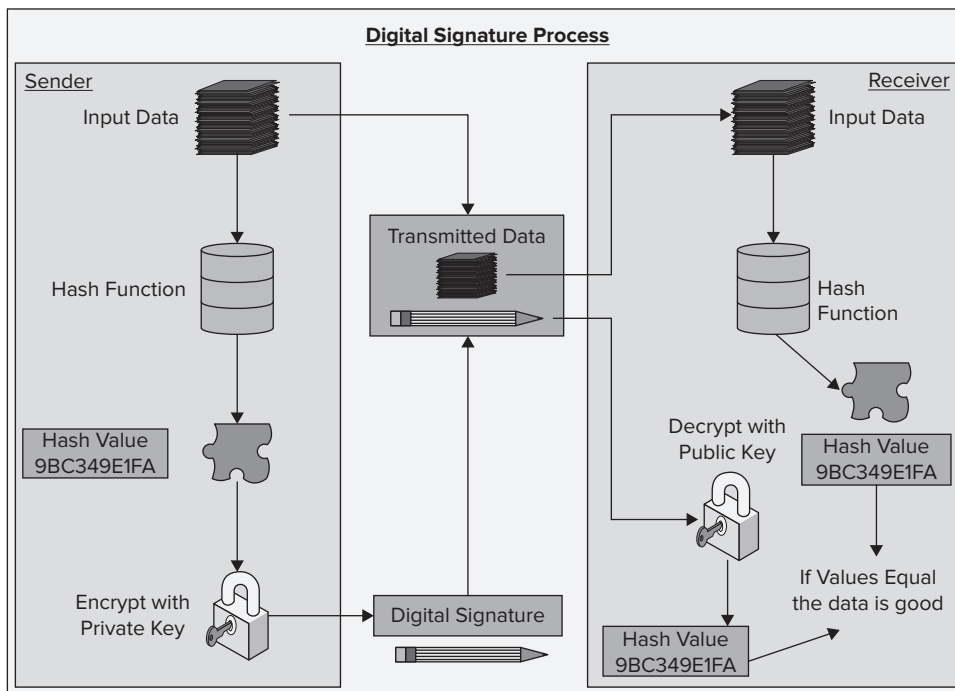 Digital Signature Process
Sender
Input Data
Hash Function
Hash Value
9BC349E1FA
Encrypt with
Private Key
Transmitted Data
Digital Signature
Receiver
Input Data
Hash
Function
Hash Value
9BC349E1FA
Decrypt with
Public Key
Hash Value
9BC349E1FA
If Values Equal
the data is good